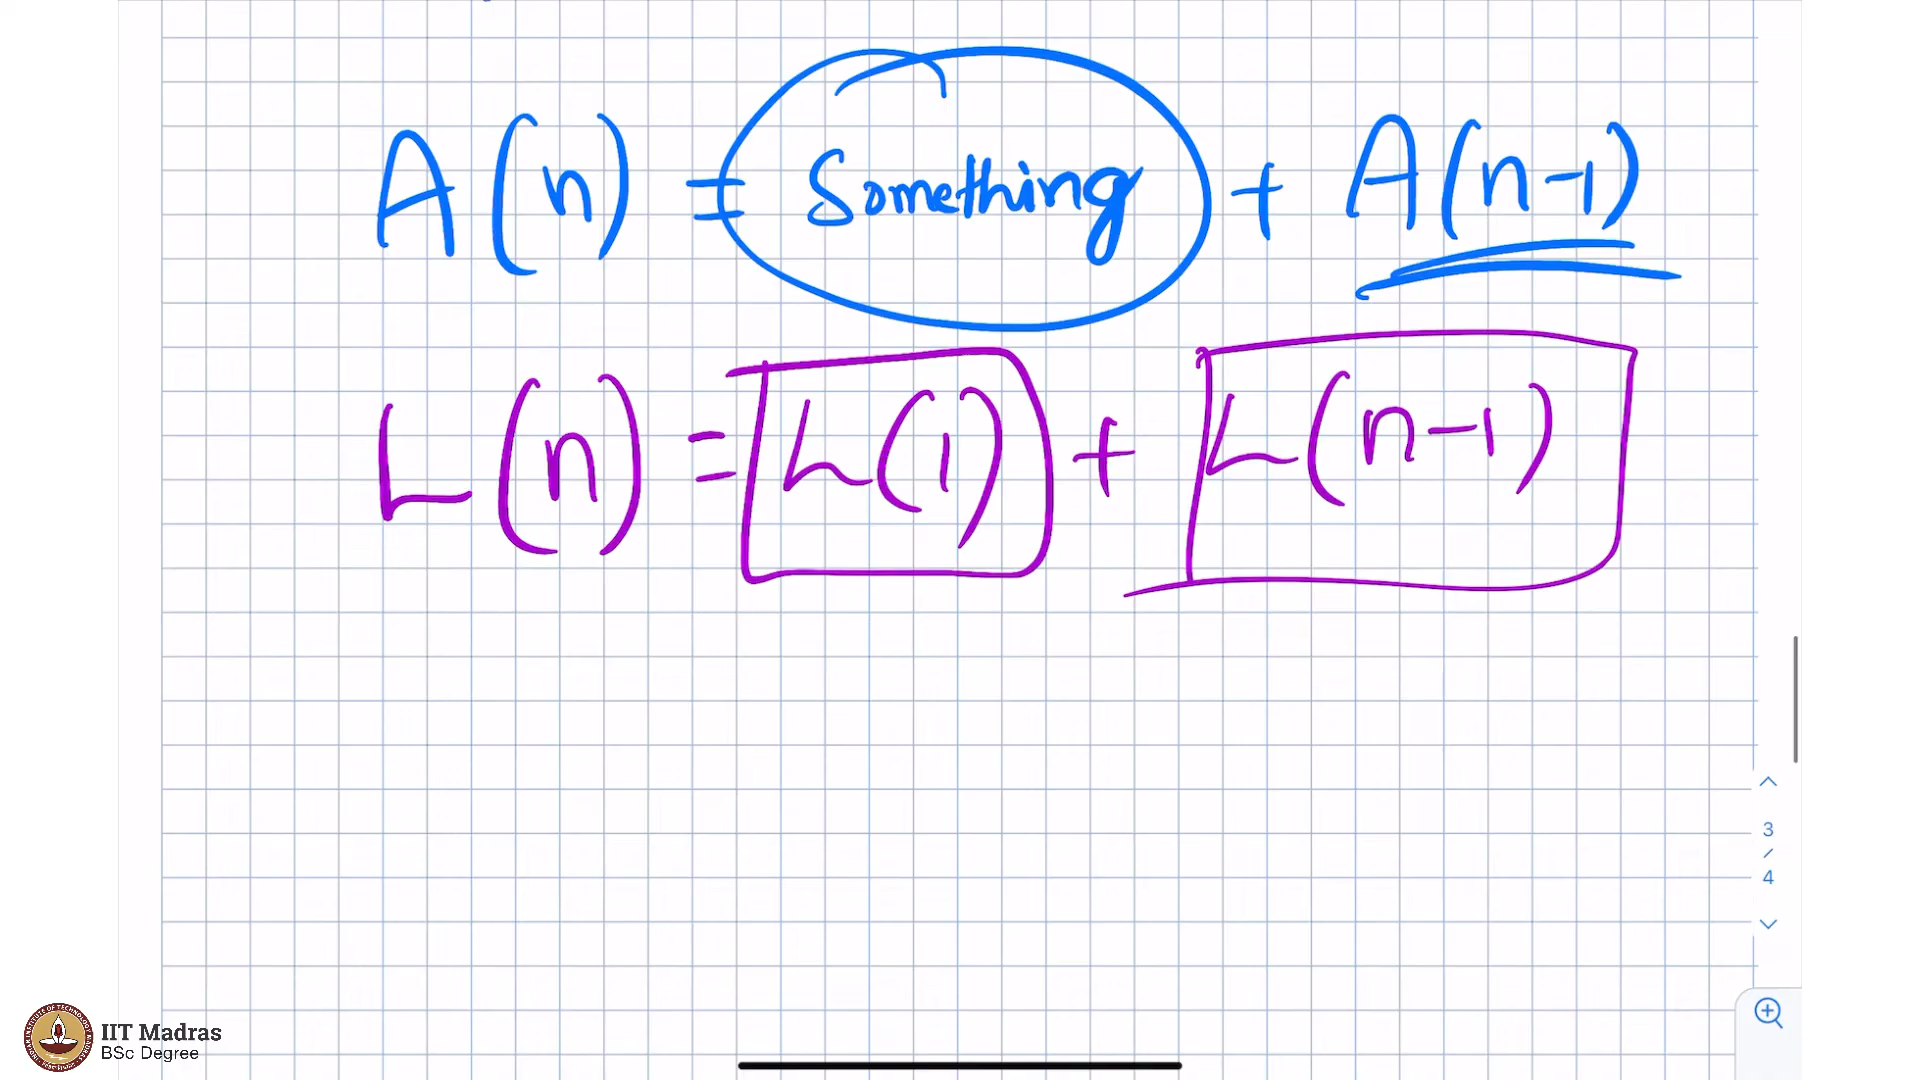 A(n) = Something + A(n-1)
L(n) = L(1) + L(n-1)
3
/
4
IIT Madras
BSc Degree